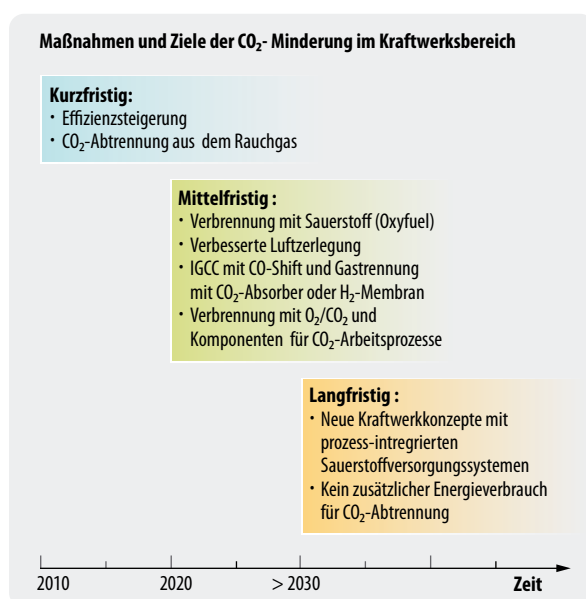 Maßnahmen und Ziele der CO₂- Minderung im Kraftwerksbereich
Kurzfristig:
· Effizienzsteigerung
· CO₂-Abtrennung aus dem Rauchgas
Mittelfristig :
· Verbrennung mit Sauerstoff (Oxyfuel)
· Verbesserte Luftzerlegung
· IGCC mit CO-Shift und Gastrennung
mit CO₂-Absorber oder H₂-Membran
· Verbrennung mit O₂/CO₂ und
Komponenten für CO₂-Arbeitsprozesse
Langfristig :
· Neue Kraftwerkkonzepte mit
prozess-intregrierten
Sauerstoffversorgungssystemen
· Kein zusätzlicher Energieverbrauch
für CO₂-Abtrennung
2010 2020 > 2030 Zeit